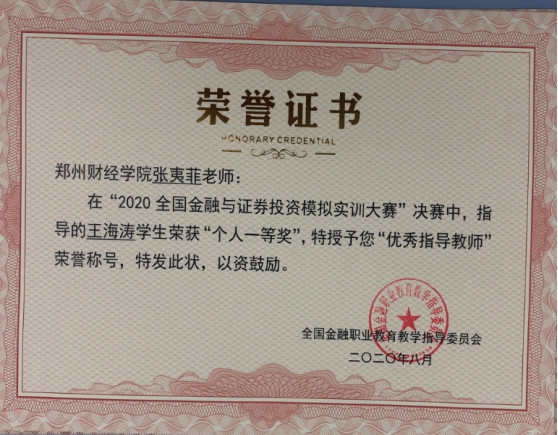 荣誉证书
HONORARY CREDENTIAL
郑州财经学院张夷菲老师：
在“2020全国金融与证券投资模拟实训大赛”决赛中，指
导的王海涛学生荣获“个人一等奖”，特授予您“优秀指导教师”
荣誉称号，特发此状，以资鼓励。
全国金融职业教育教学指导委员会
二〇二〇年八月